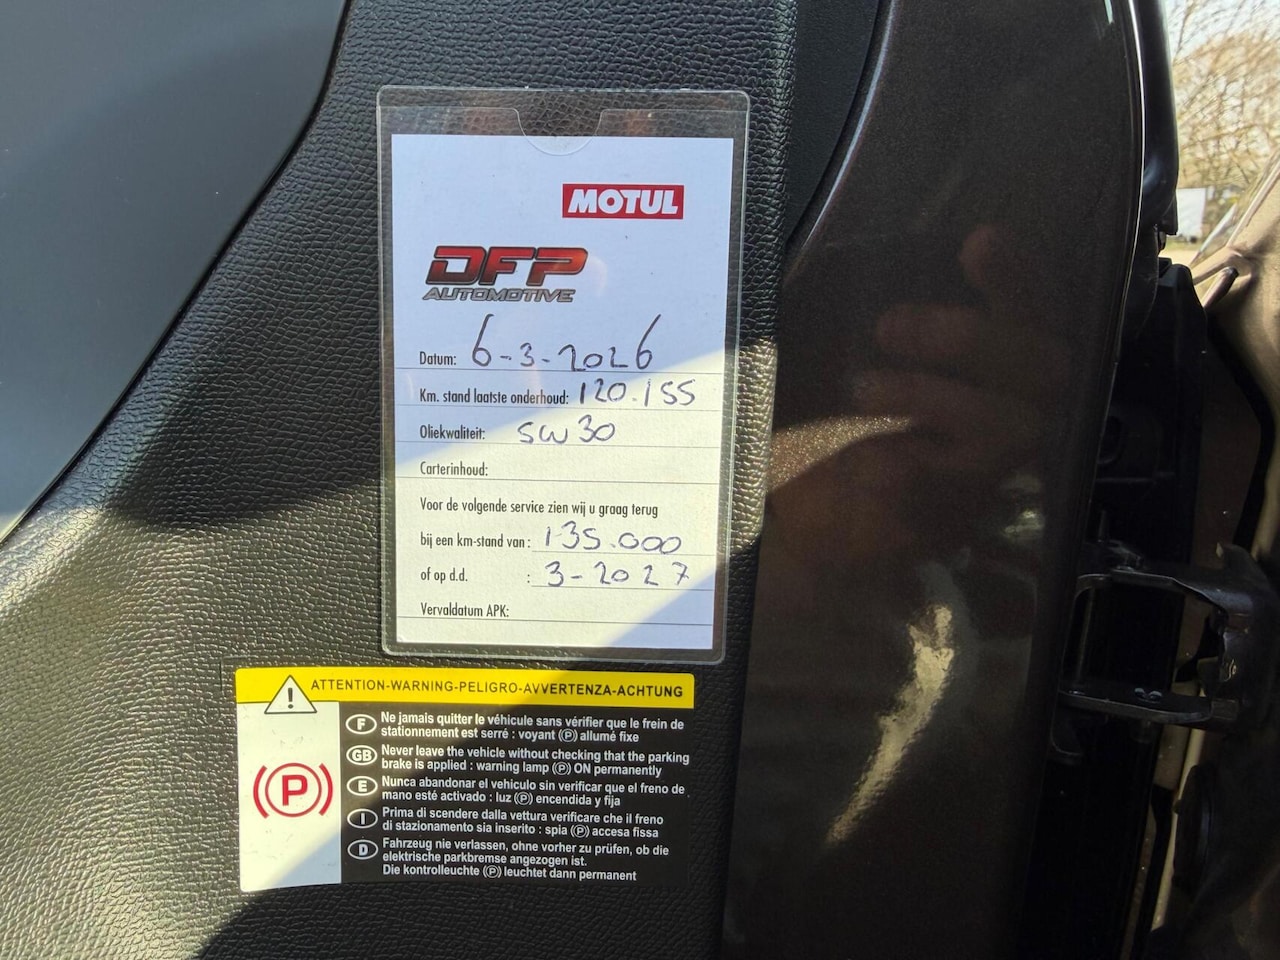 MOTUL
DFP
AUTOMOTIVE
Datum: 6-3-2026
Km. stand laatste onderhoud: 120.155
Oliekwaliteit: 5w30
Carterinhoud:
Voor de volgende service zien wij u graag terug
bij een km-stand van: 135.000
of op d.d. : 3-2027
Vervaldatum APK:
ATTENTION-WARNING-PELIGRO-AVVERTENZA-ACHTUNG
F Ne jamais quitter le véhicule sans vérifier que le frein de
stationnement est serré : voyant (P) allumé fixe
GB Never leave the vehicle without checking that the parking
brake is applied : warning lamp (P) ON permanently
E Nunca abandonar el vehiculo sin verificar que el freno de
mano esté activado : luz (P) encendida y fija
I Prima di scendere dalla vettura verificare che il freno
di stazionamento sia inserito : spia (P) accesa fissa
D Fahrzeug nie verlassen, ohne vorher zu prüfen, ob die
elektrische parkbremse angezogen ist.
Die kontrolleuchte (P) leuchtet dann permanent
(P)